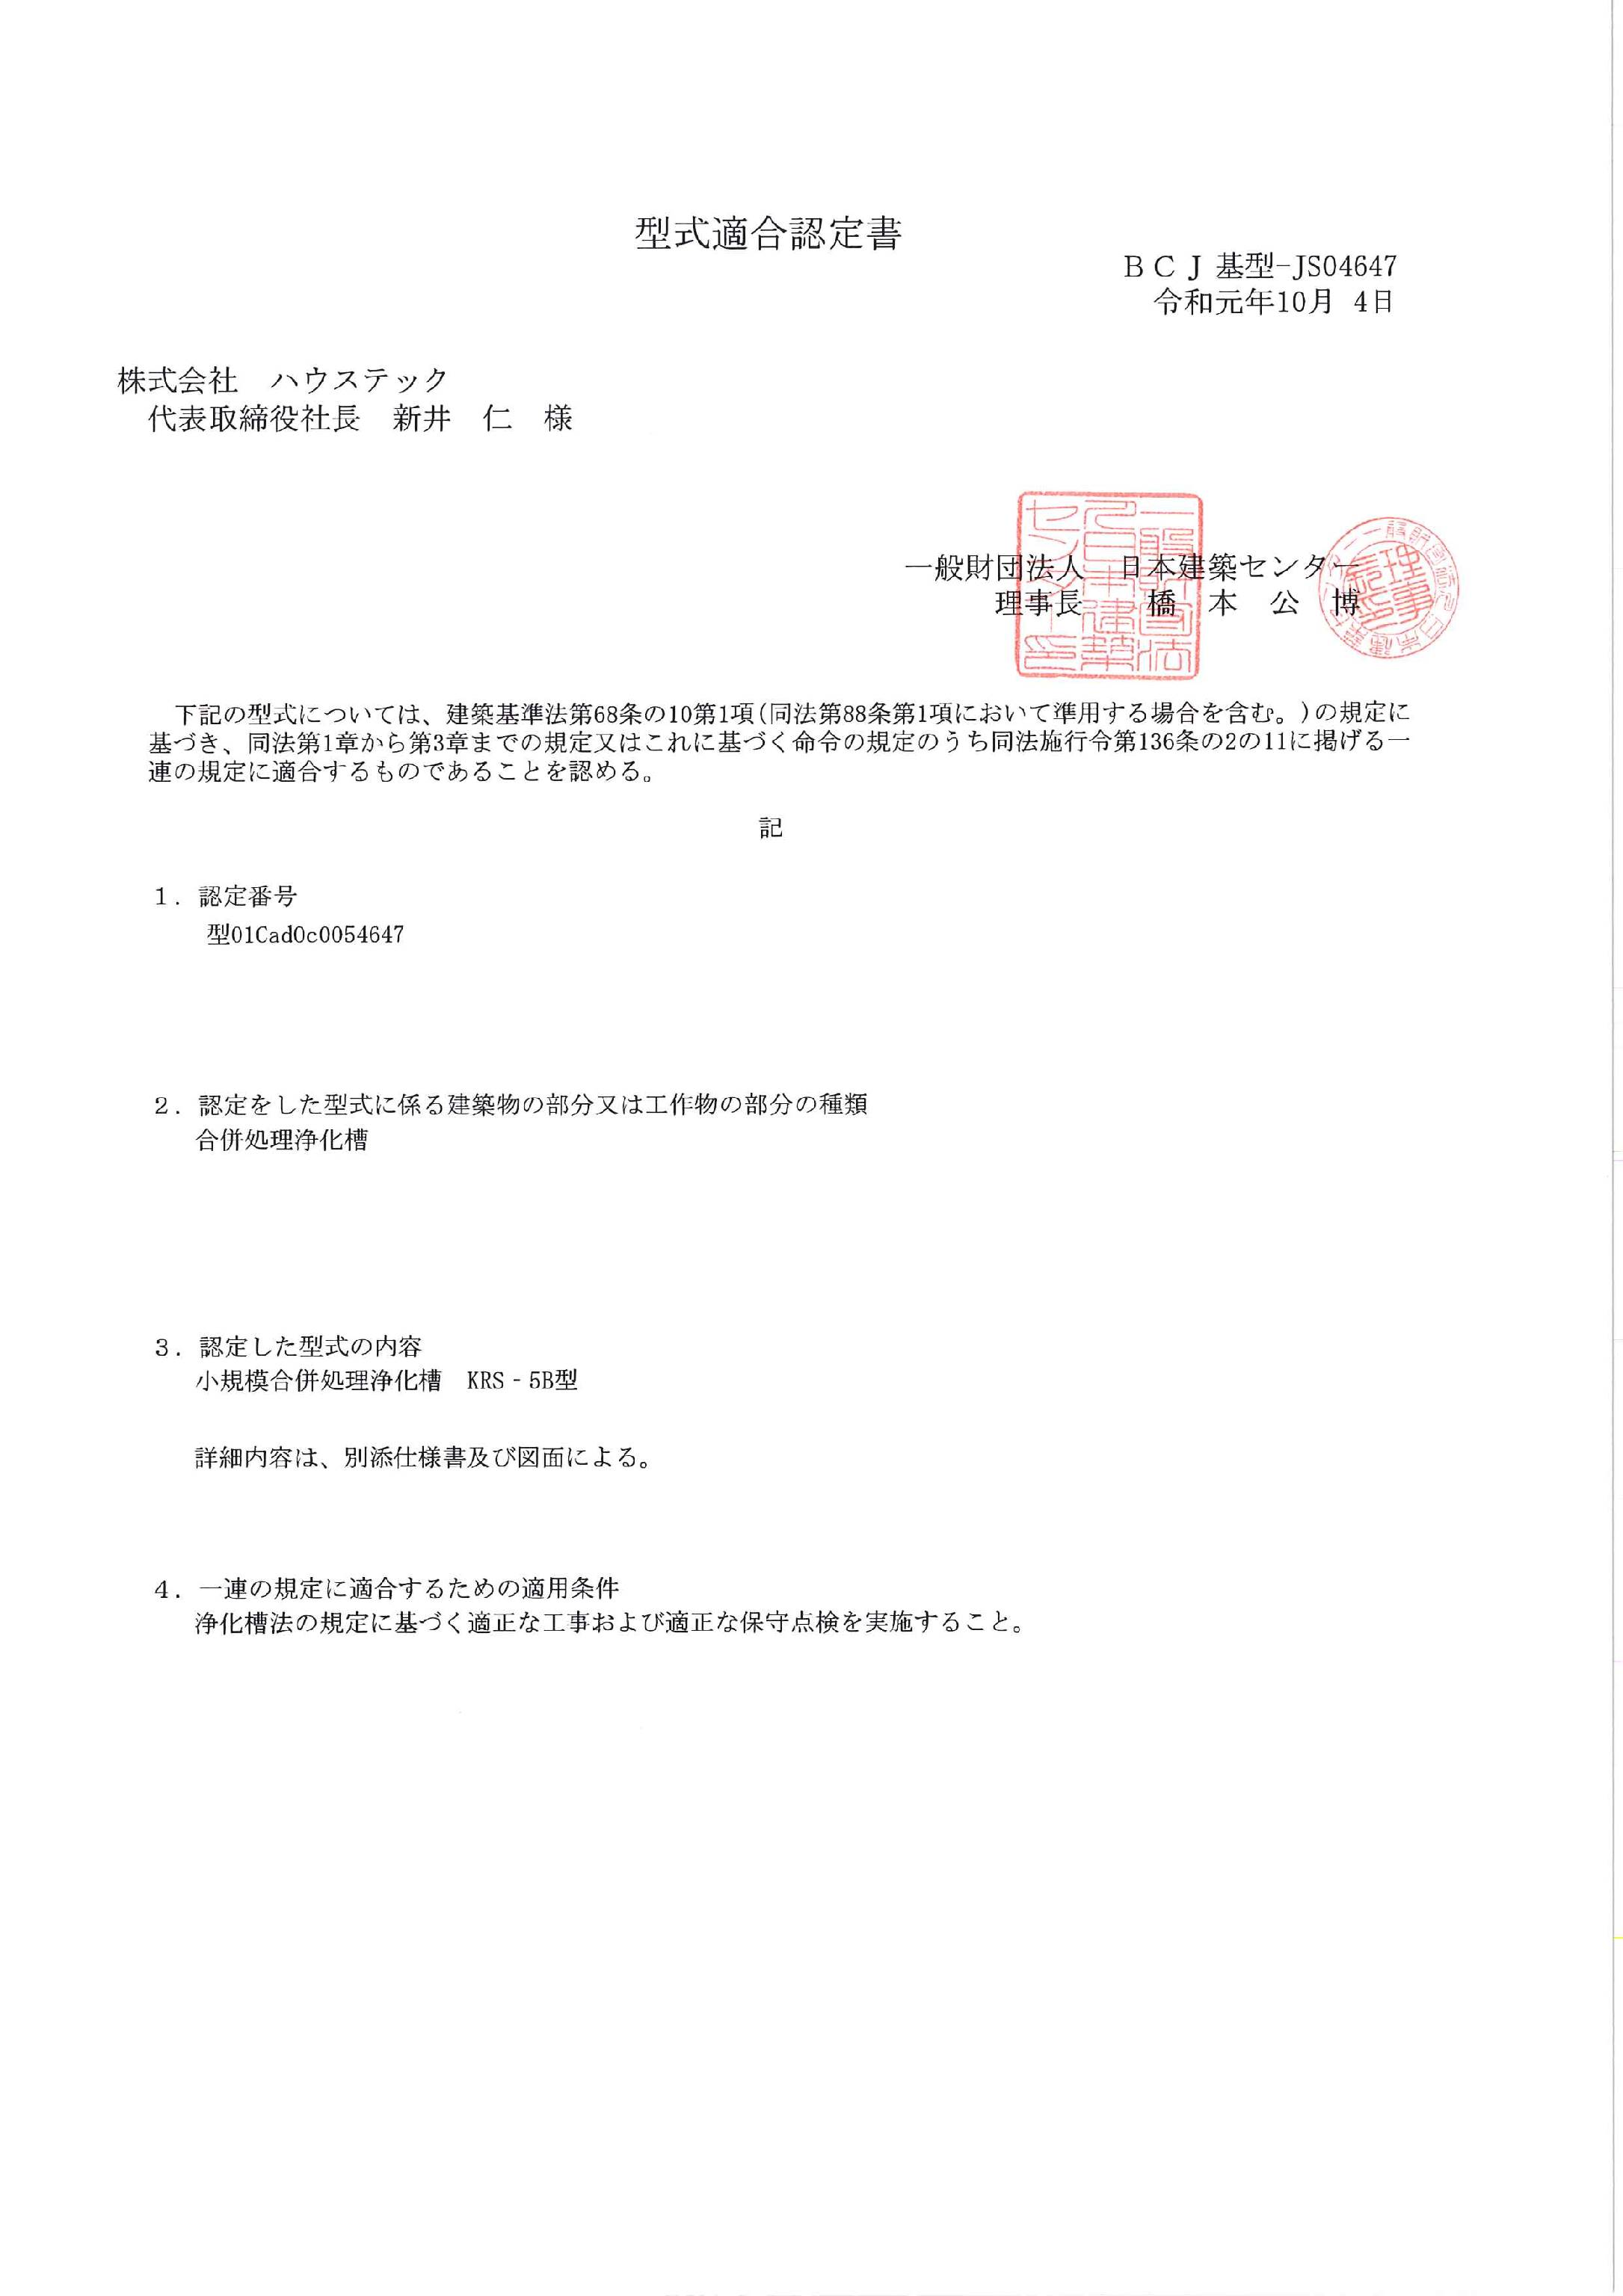 型式適合認定書
ＢＣＪ基型-JS04647
令和元年10月 4日
株式会社　ハウステック
代表取締役社長　新井　仁　様
一般財団法人　日本建築センター
理事長　橋　本　公　博
下記の型式については、建築基準法第68条の10第1項(同法第88条第1項において準用する場合を含む。)の規定に
基づき、同法第1章から第3章までの規定又はこれに基づく命令の規定のうち同法施行令第136条の2の11に掲げる一
連の規定に適合するものであることを認める。
記
１．認定番号
型01Cad0c0054647
２．認定をした型式に係る建築物の部分又は工作物の部分の種類
合併処理浄化槽
３．認定した型式の内容
小規模合併処理浄化槽　KRS‐5B型
詳細内容は、別添仕様書及び図面による。
４．一連の規定に適合するための適用条件
浄化槽法の規定に基づく適正な工事および適正な保守点検を実施すること。